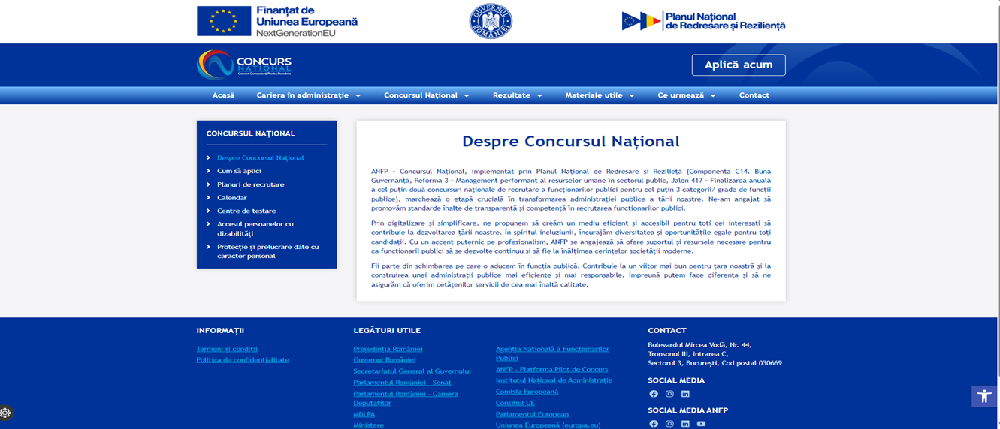 Finanțat de
Uniunea Europeană
NextGenerationEU
GUVERNUL ROMÂNIEI
Planul Național
de Redresare și Reziliență
CONCURS
NAȚIONAL
Oameni Competenți Pentru România
Aplică acum
Acasă
Cariera în administrație
Concursul Național
Rezultate
Materiale utile
Ce urmează
Contact
CONCURSUL NAȚIONAL
Despre Concursul Național
Cum să aplici
Planuri de recrutare
Calendar
Centre de testare
Accesul persoanelor cu
dizabilități
Protecție și prelucrare date cu
caracter personal
Despre Concursul Național
ANFP – Concursul Național, implementat prin Planul Național de Redresare și Rezilieță (Componenta C14. Buna
Guvernanță, Reforma 3 - Management performant al resurselor umane în sectorul public, Jalon 417 - Finalizarea anuală
a cel puțin două concursuri naționale de recrutare a funcționarilor publici pentru cel puțin 3 categorii/ grade de funcții
publice), marchează o etapă crucială în transformarea administrației publice a țării noastre. Ne-am angajat să
promovăm standarde înalte de transparență și competență în recrutarea funcționarilor publici.
Prin digitalizare și simplificare, ne propunem să creăm un mediu eficient și accesibil pentru toți cei interesați să
contribuie la dezvoltarea țării noastre. În spiritul incluziunii, încurajăm diversitatea și oportunitățile egale pentru toți
candidații. Cu un accent puternic pe profesionalism, ANFP se angajează să ofere suportul și resursele necesare pentru
ca funcționarii publici să se dezvolte continuu și să fie la înălțimea cerințelor societății moderne.
Fii parte din schimbarea pe care o aducem în funcția publică. Contribuie la un viitor mai bun pentru țara noastră și la
construirea unei administrații publice mai eficiente și mai responsabile. Împreună putem face diferența și să ne
asigurăm că oferim cetățenilor servicii de cea mai înaltă calitate.
INFORMAȚII
Termeni și condiții
Politica de confidențialitate
LEGĂTURI UTILE
Președinția României
Guvernul României
Secretariatul General al Guvernului
Parlamentul României - Senat
Parlamentul României - Camera
Deputaților
MDLPA
Ministere
Agenția Națională a Funcționarilor
Publici
ANFP - Platforma Pilot de Concurs
Institutul Național de Administrație
Comisia Europeană
Consiliul UE
Parlamentul European
Uniunea Europeană (europa.eu)
CONTACT
Bulevardul Mircea Vodă, Nr. 44,
Tronsonul III, intrarea C,
Sectorul 3, București, Cod postal 030669
SOCIAL MEDIA
SOCIAL MEDIA ANFP